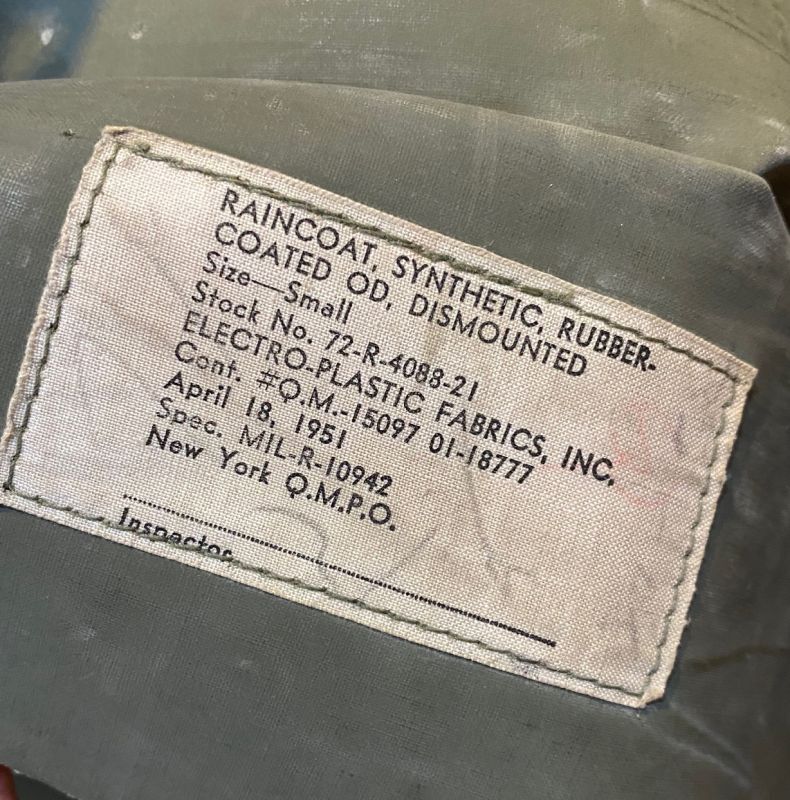 RAINCOAT, SYNTHETIC, RUBBER-
COATED OD, DISMOUNTED
Size—Small
Stock No. 72-R-4088-21
ELECTRO-PLASTIC FABRICS, INC.
Cont. #Q.M.-15097 01-18777
April 18, 1951
Spec. MIL-R-10942
New York Q.M.P.O.
Inspector